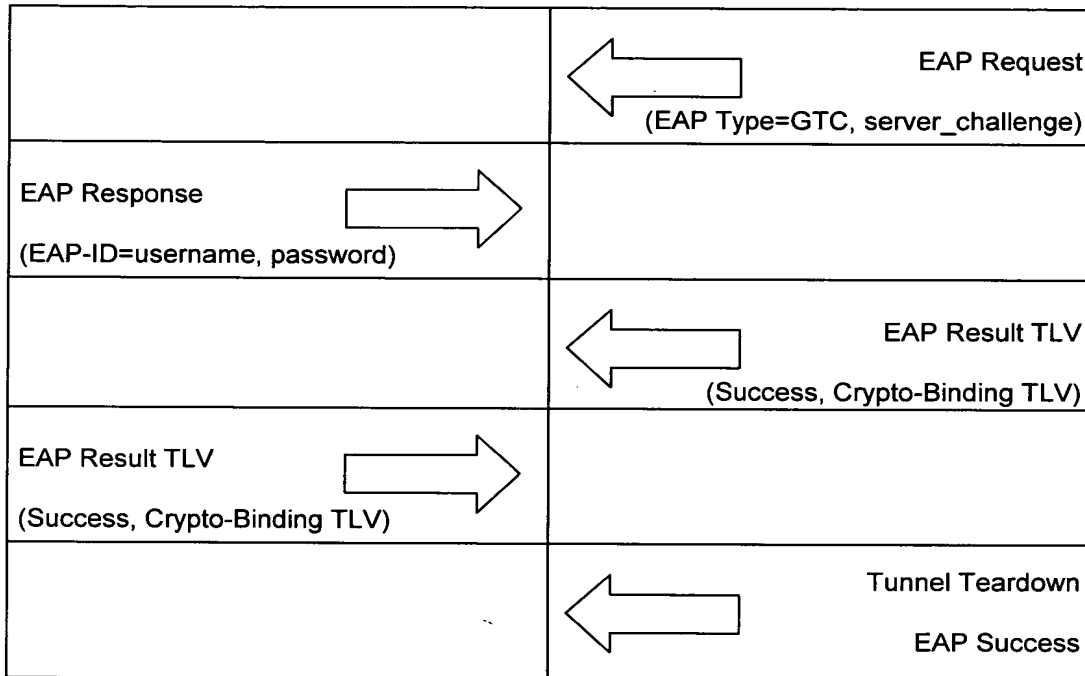 EAP Request
(EAP Type=GTC, server_challenge)
EAP Response
(EAP-ID=username, password)
EAP Result TLV
(Success, Crypto-Binding TLV)
EAP Result TLV
(Success, Crypto-Binding TLV)
Tunnel Teardown
EAP Success